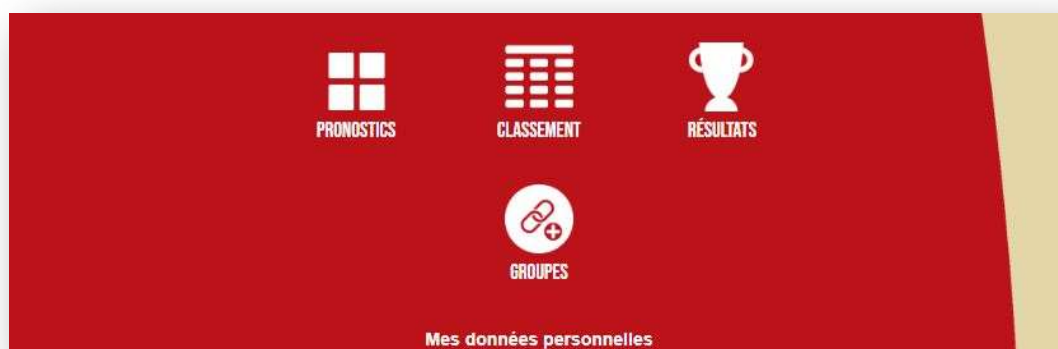 PRONOSTICS CLASSEMENT RÉSULTATS
GROUPES
Mes données personnelles